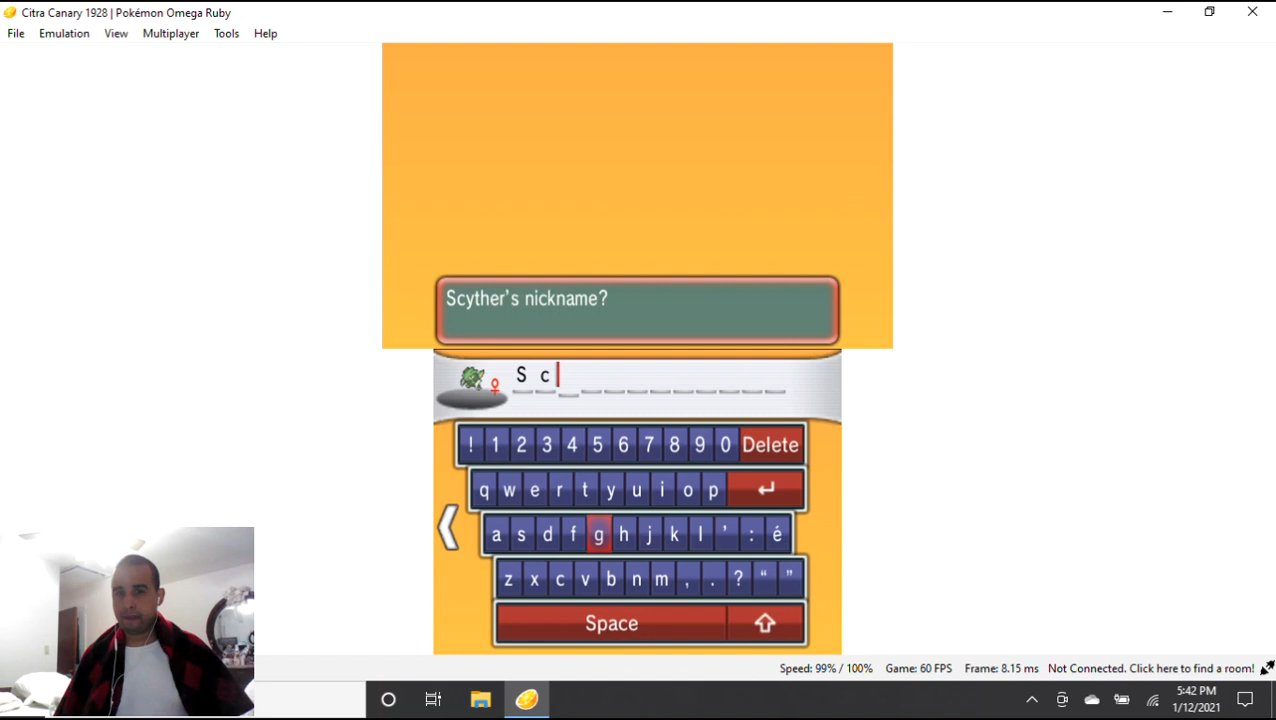 Citra Canary 1928 | Pokémon Omega Ruby
File Emulation View Multiplayer Tools Help
Scyther's nickname?
♀ S c
! 1 2 3 4 5 6 7 8 9 0 Delete
q w e r t y u i o p
a s d f g h j k l ' : é
z x c v b n m , . ? “ ”
Space
Speed: 99% / 100% Game: 60 FPS Frame: 8.15 ms Not Connected. Click here to find a room!
5:42 PM
1/12/2021